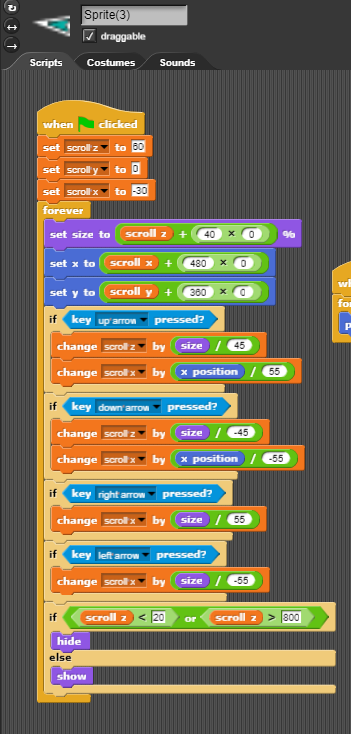 Sprite(3)
draggable
Scripts Costumes Sounds
when clicked
set scroll z to 60
set scroll y to 0
set scroll x to -30
forever
set size to scroll z + 40 × 0 %
set x to scroll x + 480 × 0
set y to scroll y + 360 × 0
if key up arrow pressed?
change scroll z by size / 45
change scroll x by x position / 55
if key down arrow pressed?
change scroll z by size / -45
change scroll x by x position / -55
if key right arrow pressed?
change scroll x by size / 55
if key left arrow pressed?
change scroll x by size / -55
if scroll z < 20 or scroll z > 800
hide
else
show